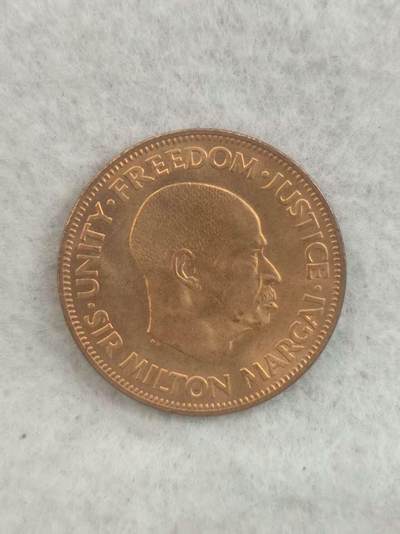 ·UNITY·FREEDOM·JUSTICE·
SIR MILTON MARGAI